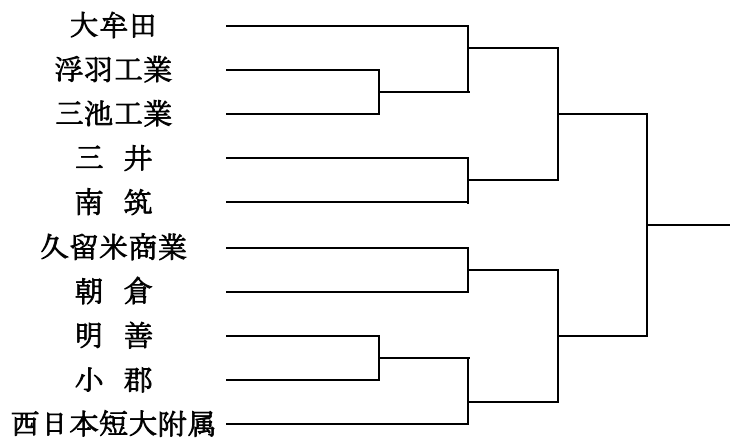 大牟田
浮羽工業
三池工業
三 井
南 筑
久留米商業
朝 倉
明 善
小 郡
西日本短大附属